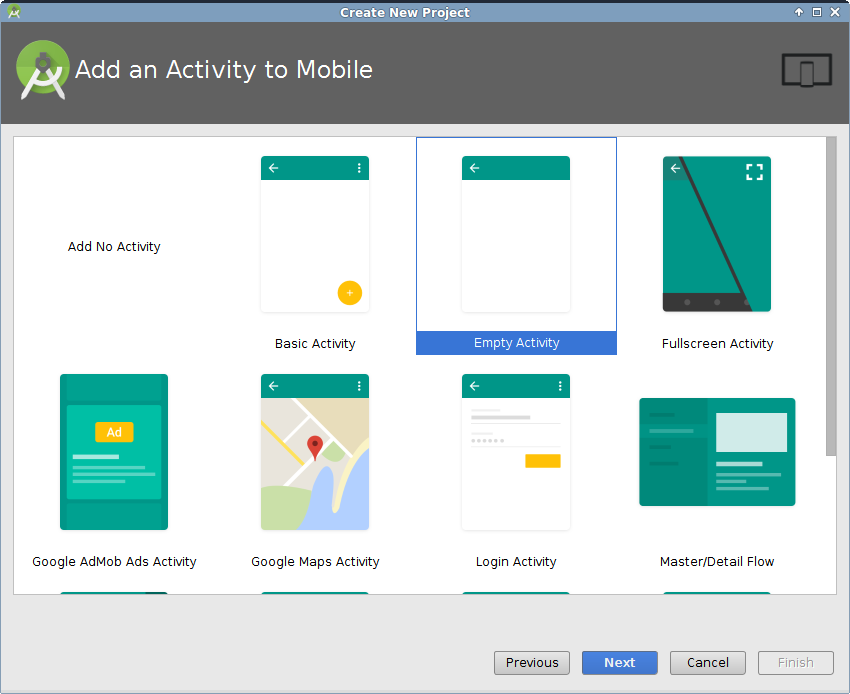 Create New Project
Add an Activity to Mobile
Add No Activity
Basic Activity
Empty Activity
Fullscreen Activity
Ad
Google AdMob Ads Activity
Google Maps Activity
Login Activity
Master/Detail Flow
Previous
Next
Cancel
Finish